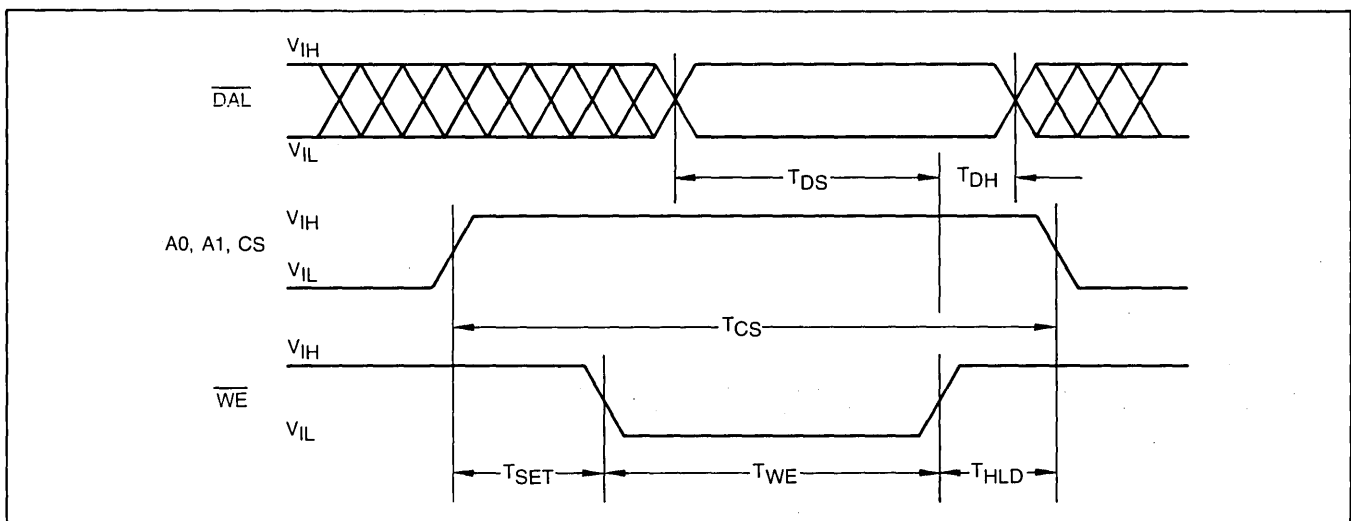 VIH
DAL
VIL
TDS
TDH
VIH
A0, A1, CS
VIL
TCS
VIH
WE
VIL
TSET
TWE
THLD